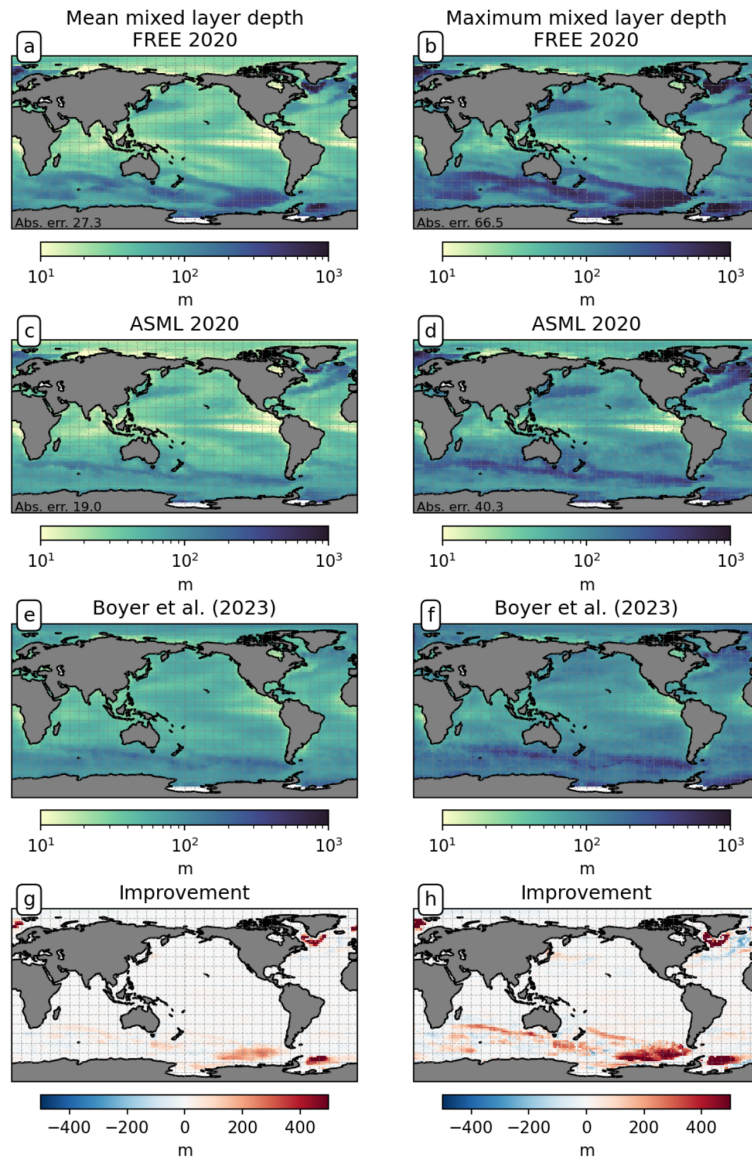 Mean mixed layer depth
FREE 2020
Maximum mixed layer depth
FREE 2020
a
b
Abs. err. 27.3
Abs. err. 66.5
10¹ 10² 10³
m
10¹ 10² 10³
m
ASML 2020
ASML 2020
c
d
Abs. err. 19.0
Abs. err. 40.3
10¹ 10² 10³
m
10¹ 10² 10³
m
Boyer et al. (2023)
Boyer et al. (2023)
e
f
10¹ 10² 10³
m
10¹ 10² 10³
m
Improvement
Improvement
g
h
−400 −200 0 200 400
m
−400 −200 0 200 400
m